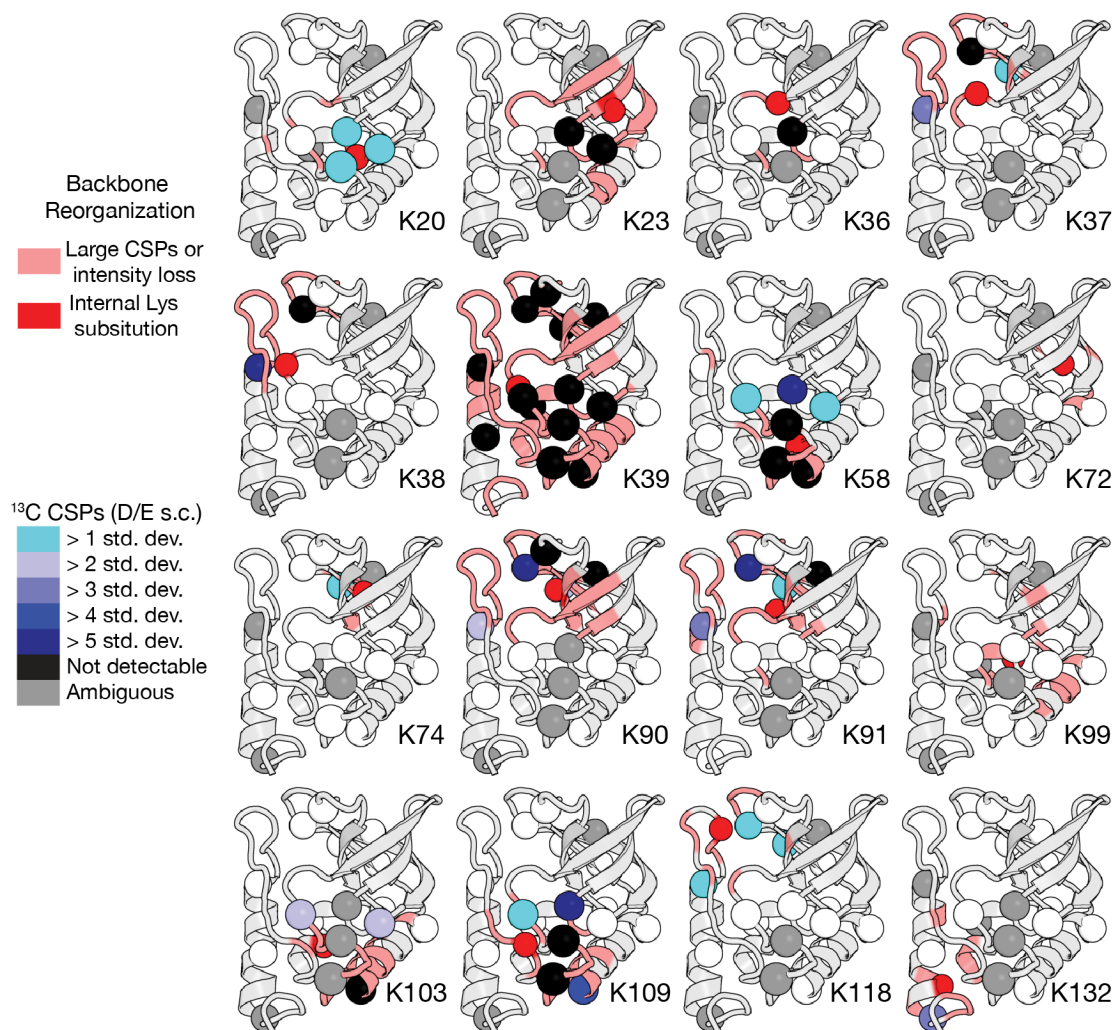 K20
K23
K36
K37
Backbone
Reorganization
Large CSPs or
intensity loss
Internal Lys
subsitution
K38
K39
K58
K72
¹³C CSPs (D/E s.c.)
> 1 std. dev.
> 2 std. dev.
> 3 std. dev.
> 4 std. dev.
> 5 std. dev.
Not detectable
Ambiguous
K74
K90
K91
K99
K103
K109
K118
K132